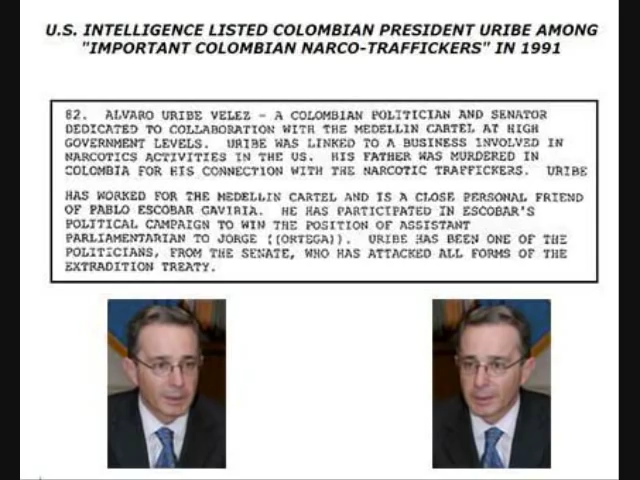 U.S. INTELLIGENCE LISTED COLOMBIAN PRESIDENT URIBE AMONG
"IMPORTANT COLOMBIAN NARCO-TRAFFICKERS" IN 1991
82. ALVARO URIBE VELEZ - A COLOMBIAN POLITICIAN AND SENATOR
DEDICATED TO COLLABORATION WITH THE MEDELLIN CARTEL AT HIGH
GOVERNMENT LEVELS. URIBE WAS LINKED TO A BUSINESS INVOLVED IN
NARCOTICS ACTIVITIES IN THE US. HIS FATHER WAS MURDERED IN
COLOMBIA FOR HIS CONNECTION WITH THE NARCOTIC TRAFFICKERS. URIBE
HAS WORKED FOR THE MEDELLIN CARTEL AND IS A CLOSE PERSONAL FRIEND
OF PABLO ESCOBAR GAVIRIA. HE HAS PARTICIPATED IN ESCOBAR'S
POLITICAL CAMPAIGN TO WIN THE POSITION OF ASSISTANT
PARLIAMENTARIAN TO JORGE ((ORTEGA)). URIBE HAS BEEN ONE OF THE
POLITICIANS, FROM THE SENATE, WHO HAS ATTACKED ALL FORMS OF THE
EXTRADITION TREATY.